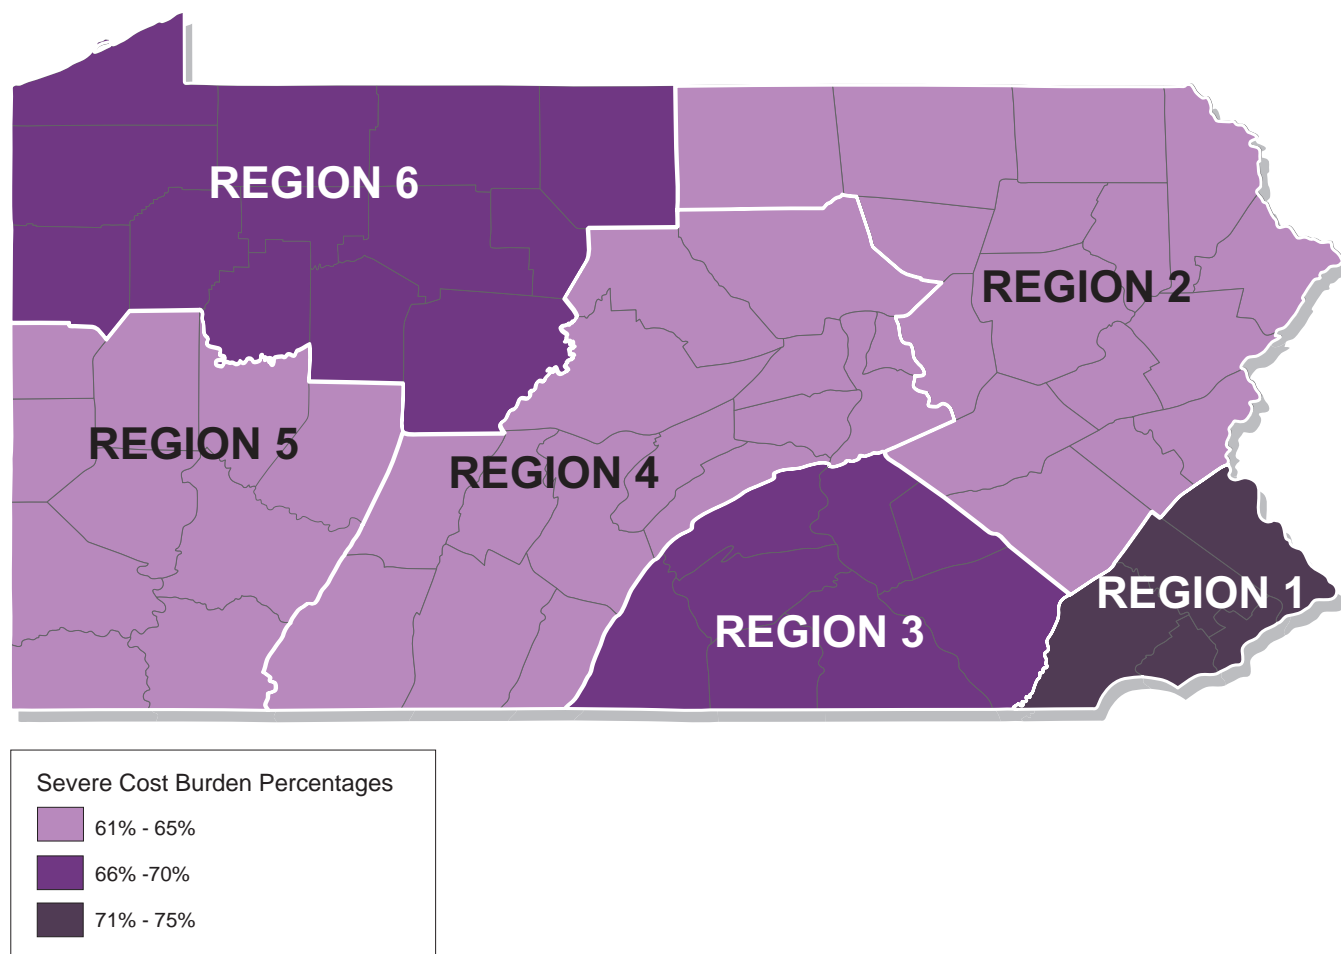 REGION 6
REGION 2
REGION 5
REGION 4
REGION 1
REGION 3
Severe Cost Burden Percentages
61% - 65%
66% -70%
71% - 75%